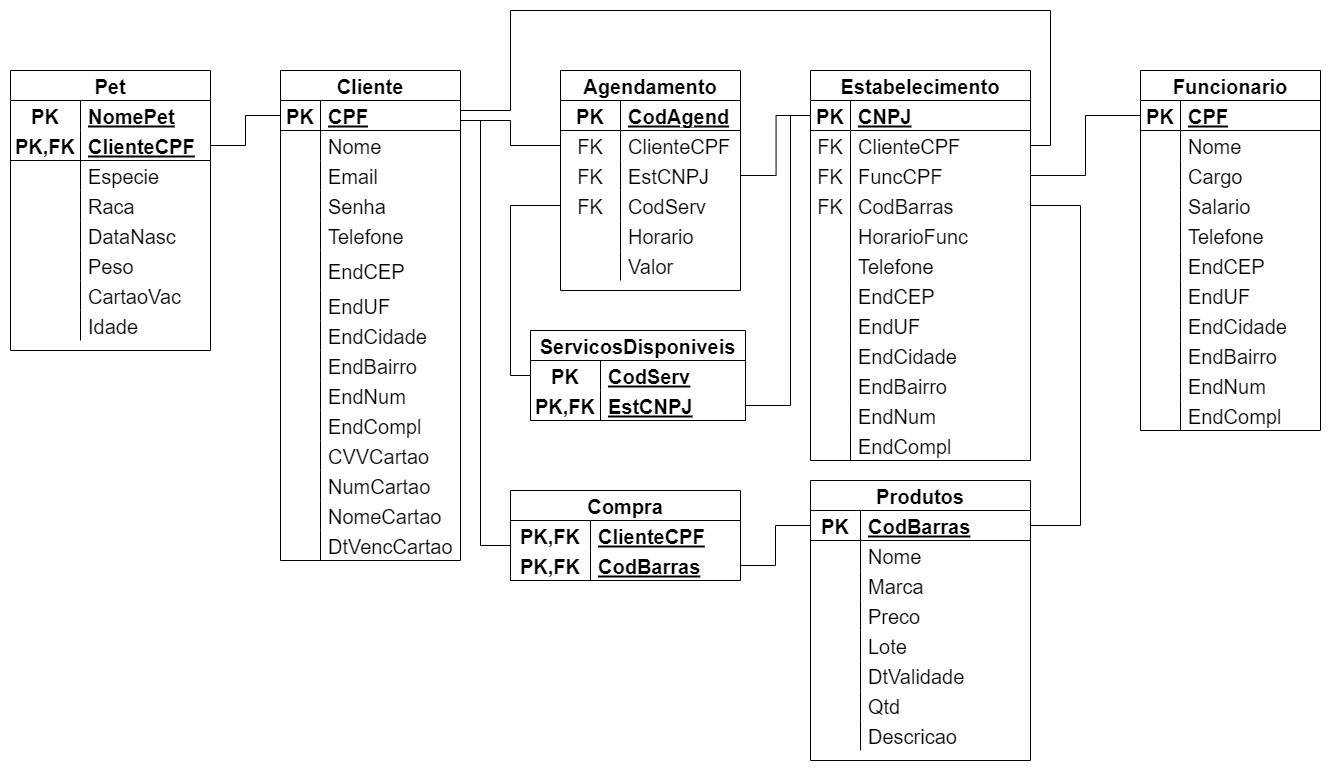 Pet
PK NomePet
PK,FK ClienteCPF
Especie
Raca
DataNasc
Peso
CartaoVac
Idade
Cliente
PK CPF
Nome
Email
Senha
Telefone
EndCEP
EndUF
EndCidade
EndBairro
EndNum
EndCompl
CVVCartao
NumCartao
NomeCartao
DtVencCartao
Agendamento
PK CodAgend
FK ClienteCPF
FK EstCNPJ
FK CodServ
Horario
Valor
ServicosDisponiveis
PK CodServ
PK,FK EstCNPJ
Compra
PK,FK ClienteCPF
PK,FK CodBarras
Estabelecimento
PK CNPJ
FK ClienteCPF
FK FuncCPF
FK CodBarras
HorarioFunc
Telefone
EndCEP
EndUF
EndCidade
EndBairro
EndNum
EndCompl
Produtos
PK CodBarras
Nome
Marca
Preco
Lote
DtValidade
Qtd
Descricao
Funcionario
PK CPF
Nome
Cargo
Salario
Telefone
EndCEP
EndUF
EndCidade
EndBairro
EndNum
EndCompl